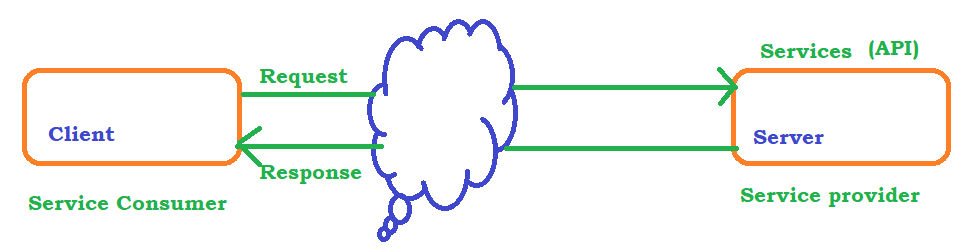 Services (API)
Request
Client
Server
Response
Service Consumer
Service provider